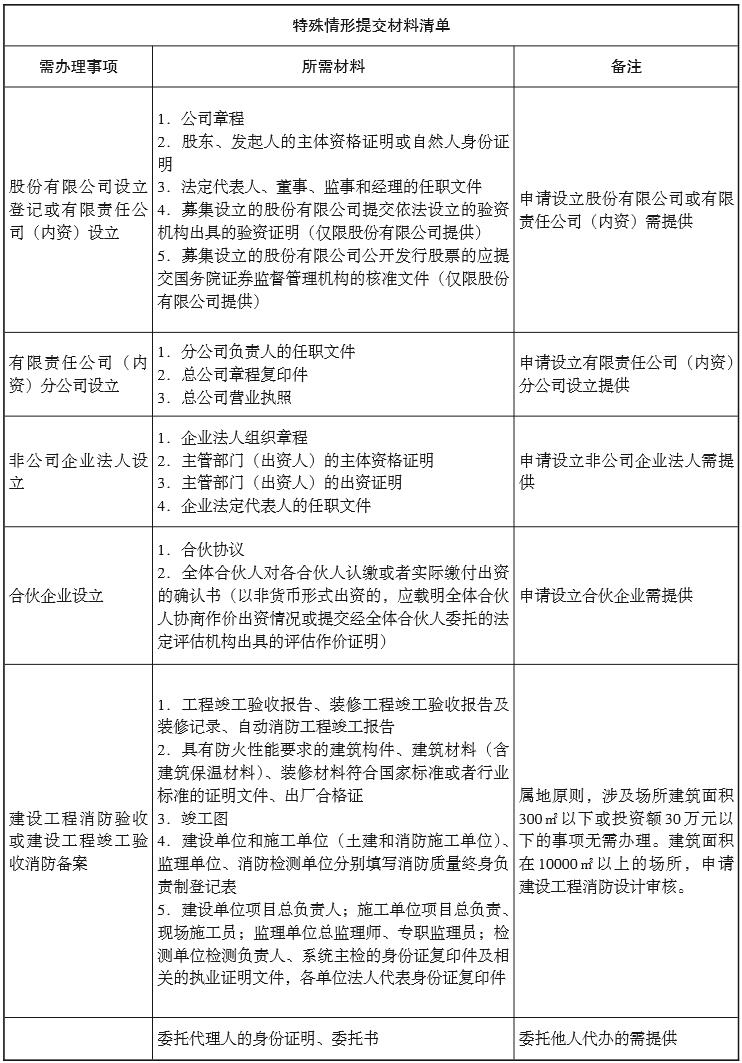 特殊情形提交材料清单
需办理事项
所需材料
备注
股份有限公司设立
登记或有限责任公
司（内资）设立
1．公司章程
2．股东、发起人的主体资格证明或自然人身份证
明
3．法定代表人、董事、监事和经理的任职文件
4．募集设立的股份有限公司提交依法设立的验资
机构出具的验资证明（仅限股份有限公司提供）
5．募集设立的股份有限公司公开发行股票的应提
交国务院证券监督管理机构的核准文件（仅限股份
有限公司提供）
申请设立股份有限公司或有限
责任公司（内资）需提供
有限责任公司（内
资）分公司设立
1．分公司负责人的任职文件
2．总公司章程复印件
3．总公司营业执照
申请设立有限责任公司（内资）
分公司设立提供
非公司企业法人设
立
1．企业法人组织章程
2．主管部门（出资人）的主体资格证明
3．主管部门（出资人）的出资证明
4．企业法定代表人的任职文件
申请设立非公司企业法人需提
供
合伙企业设立
1．合伙协议
2．全体合伙人对各合伙人认缴或者实际缴付出资
的确认书（以非货币形式出资的，应载明全体合伙
人协商作价出资情况或提交经全体合伙人委托的法
定评估机构出具的评估作价证明）
申请设立合伙企业需提供
建设工程消防验收
或建设工程竣工验
收消防备案
1．工程竣工验收报告、装修工程竣工验收报告及
装修记录、自动消防工程竣工报告
2．具有防火性能要求的建筑构件、建筑材料（含
建筑保温材料）、装修材料符合国家标准或者行业
标准的证明文件、出厂合格证
3．竣工图
4．建设单位和施工单位（土建和消防施工单位）、
监理单位、消防检测单位分别填写消防质量终身负
责制登记表
5．建设单位项目总负责人；施工单位项目总负责、
现场施工员；监理单位总监理师、专职监理员；检
测单位检测负责人、系统主检的身份证复印件及相
关的执业证明文件，各单位法人代表身份证复印件
属地原则，涉及场所建筑面积
300㎡以下或投资额30万元以
下的事项无需办理。建筑面积
在10000㎡以上的场所，申请
建设工程消防设计审核。
委托代理人的身份证明、委托书
委托他人代办的需提供